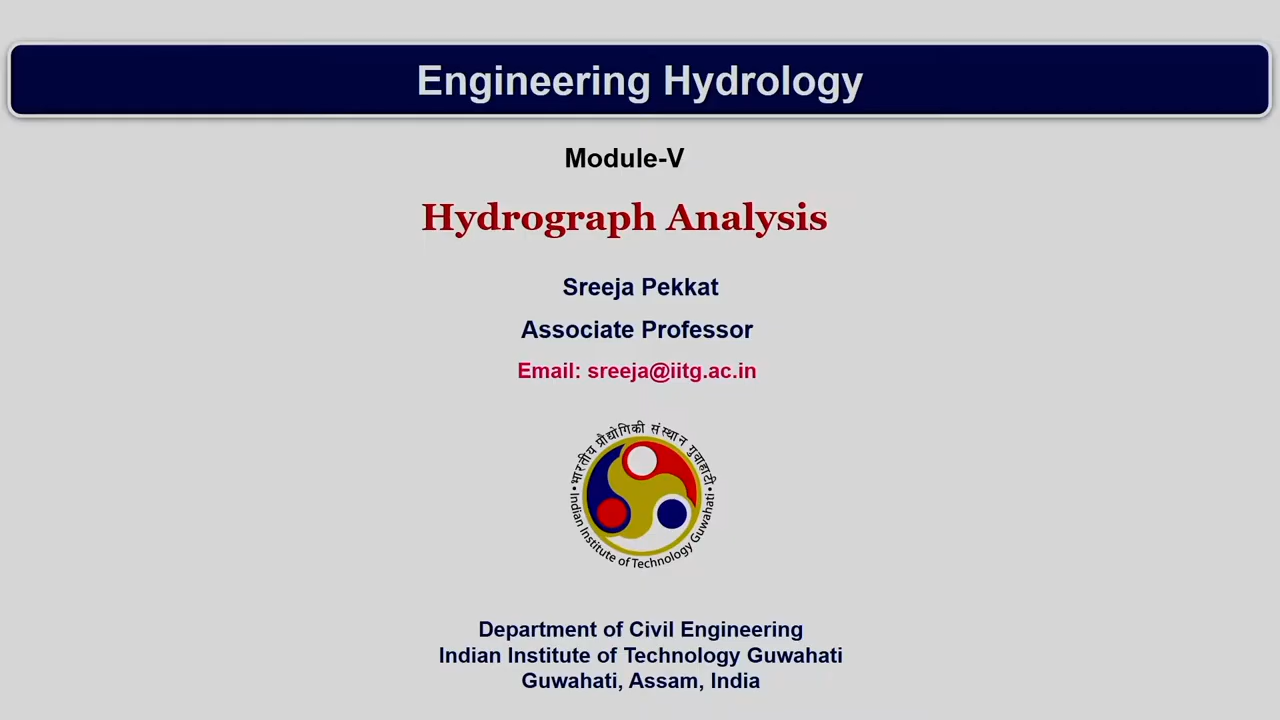 Engineering Hydrology
Module-V
Hydrograph Analysis
Sreeja Pekkat
Associate Professor
Email: sreeja@iitg.ac.in
भारतीय प्रौद्योगिकी संस्थान गुवाहाटी
Indian Institute of Technology Guwahati
Department of Civil Engineering
Indian Institute of Technology Guwahati
Guwahati, Assam, India